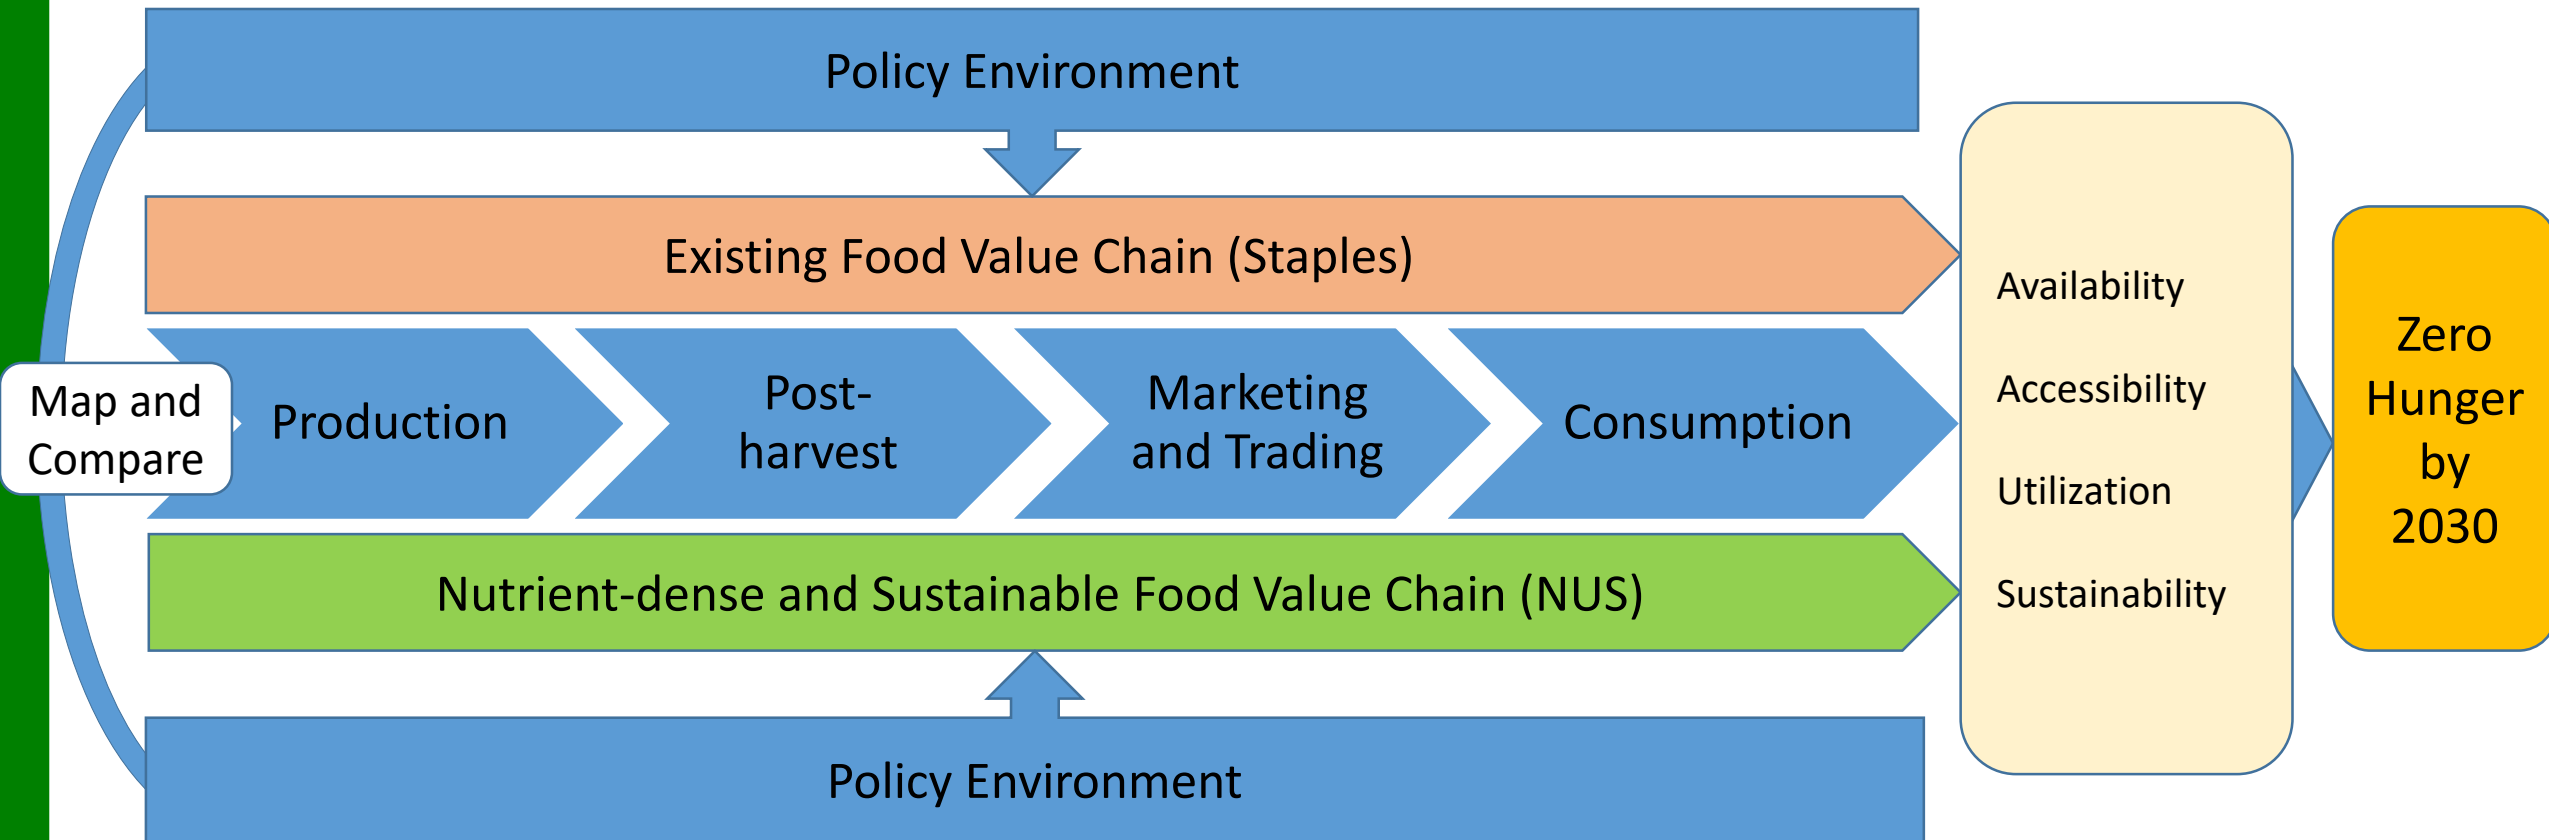 Policy Environment
Existing Food Value Chain (Staples)
Map and
Compare
Production
Post-
harvest
Marketing
and Trading
Consumption
Nutrient-dense and Sustainable Food Value Chain (NUS)
Policy Environment
Availability
Accessibility
Utilization
Sustainability
Zero
Hunger
by
2030